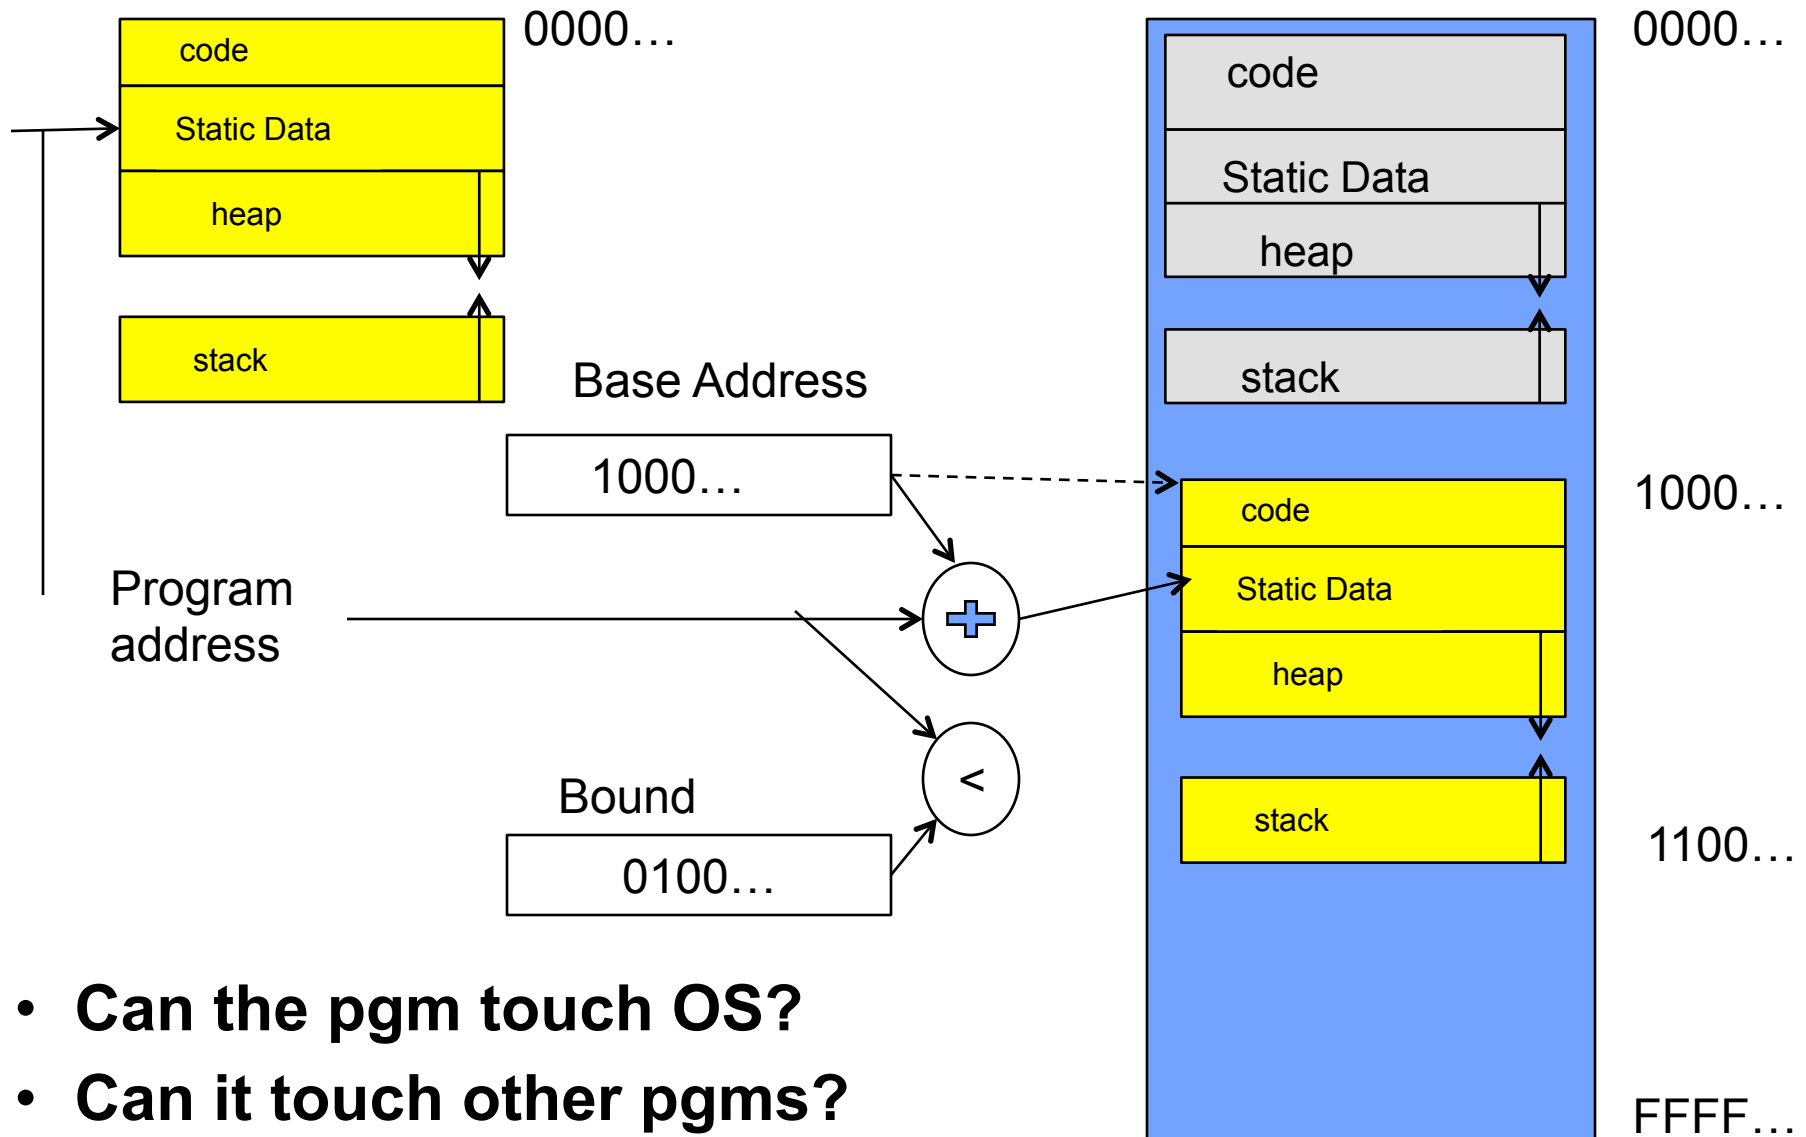 code
Static Data
heap
stack
0000…
Base Address
1000…
Program
address
+
<
Bound
0100…
code
Static Data
heap
stack
code
Static Data
heap
stack
0000…
1000…
1100…
FFFF…
• Can the pgm touch OS?
• Can it touch other pgms?